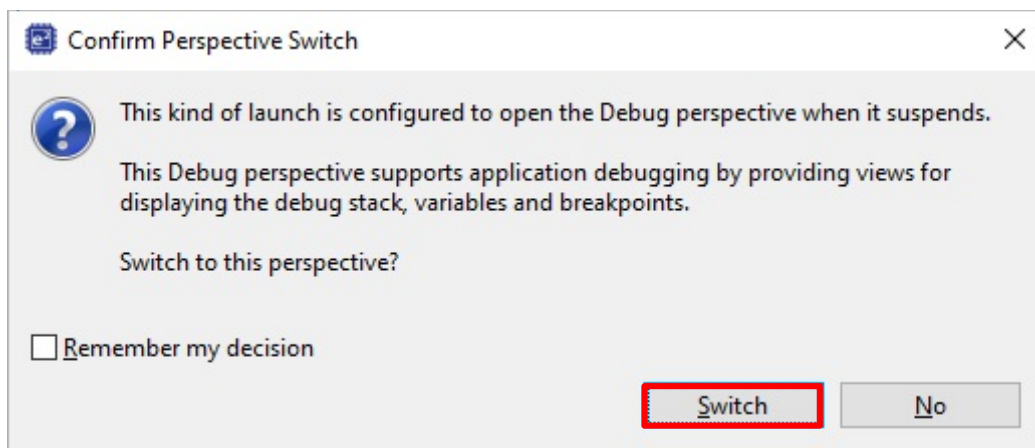 e²
Confirm Perspective Switch
This kind of launch is configured to open the Debug perspective when it suspends.
This Debug perspective supports application debugging by providing views for
displaying the debug stack, variables and breakpoints.
Switch to this perspective?
Remember my decision
Switch
No